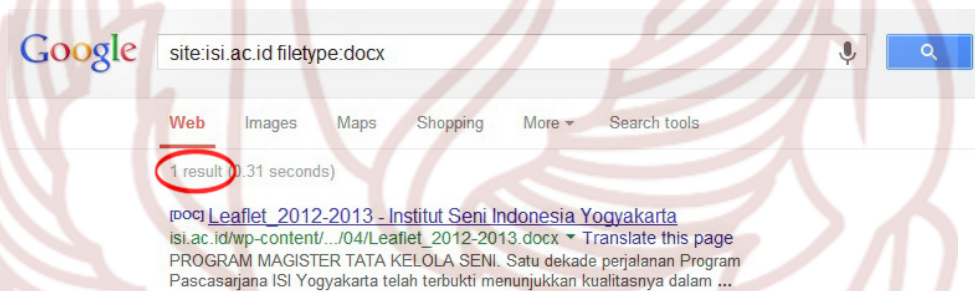 Google site:isi.ac.id filetype:docx
Web Images Maps Shopping More Search tools
1 result (0.31 seconds)
[DOC] Leaflet_2012-2013 - Institut Seni Indonesia Yogyakarta
isi.ac.id/wp-content/.../04/Leaflet_2012-2013.docx Translate this page
PROGRAM MAGISTER TATA KELOLA SENI. Satu dekade perjalanan Program
Pascasarjana ISI Yogyakarta telah terbukti menunjukkan kualitasnya dalam ...